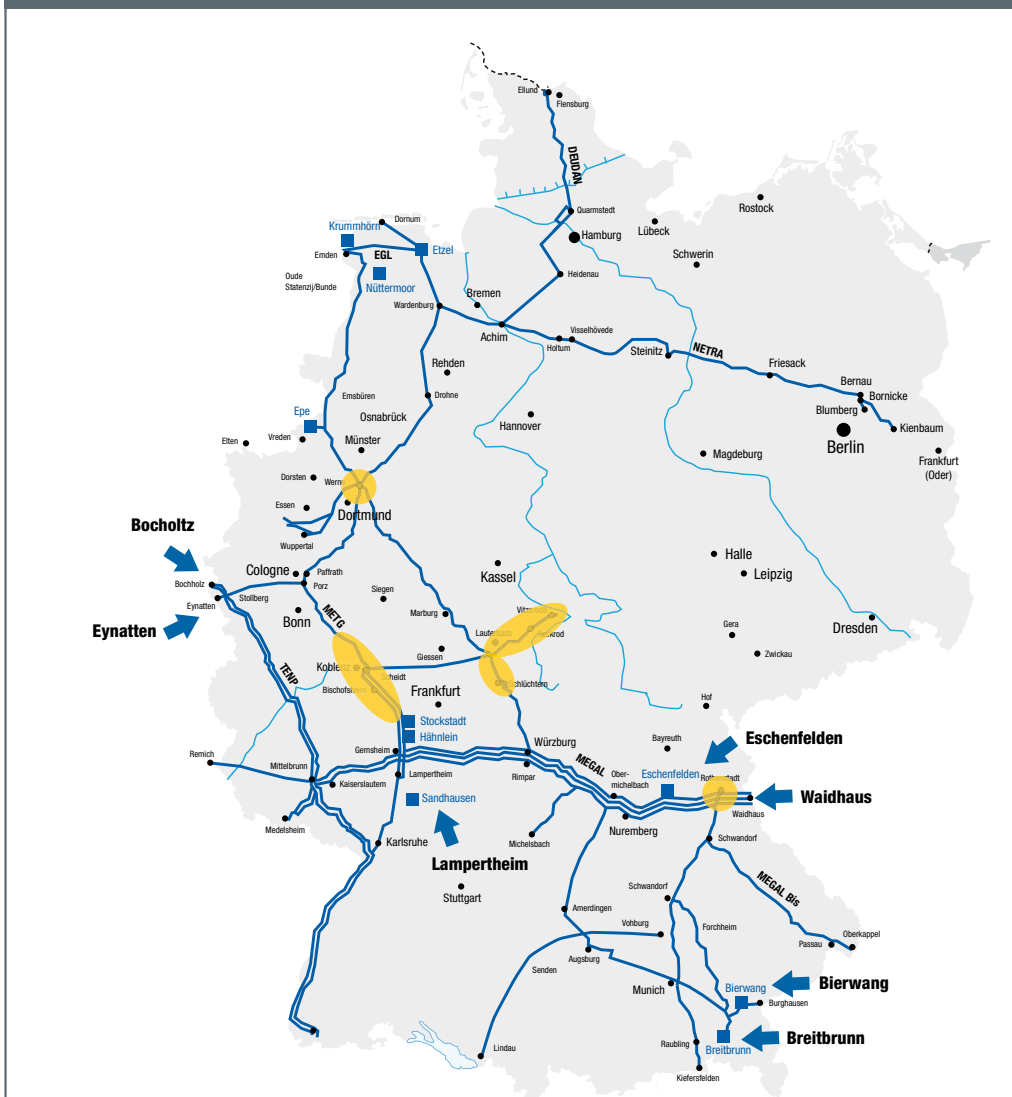 Ellund
Flensburg
DEUDAN
Rostock
Dornum
Quarnstedt
Krummhörn
Lübeck
Hamburg
Etzel
Emden
EGL
Schwerin
Oude
Statenzij/Bunde
Nüttermoor
Heidenau
Bremen
Wardenburg
Achim
Visselhövede
Holtum
Steinitz
NETRA
Friesack
Rehden
Bernau
Bornicke
Emsbüren
Drohne
Blumberg
Epe
Osnabrück
Hannover
Kienbaum
Berlin
Elten
Vreden
Münster
Magdeburg
Frankfurt
(Oder)
Dorsten
Werne
Essen
Dortmund
Bocholtz
Wuppertal
Halle
Cologne
Paffrath
Kassel
Leipzig
Bochholz
Porz
Eynatten
Stollberg
Siegen
Eynatten
Bonn
METG
Marburg
Gera
Dresden
Lauterbach
Giessen
Zwickau
TENP
Koblenz
Scheidt
Schlüchtern
Frankfurt
Hof
Stockstadt
Hähnlein
Bayreuth
Eschenfelden
Gernsheim
Würzburg
MEGAL
Remich
Mittelbrunn
Lampertheim
Rimpar
Ober-
michelbach
Eschenfelden
Kaiserslautern
Sandhausen
Waidhaus
Waidhaus
Medelsheim
Nuremberg
Karlsruhe
Michelsbach
Schwandorf
Lampertheim
Stuttgart
Schwandorf
MEGAL Bis
Amerdingen
Vohburg
Forchheim
Oberkappel
Passau
Augsburg
Senden
Munich
Bierwang
Bierwang
Burghausen
Breitbrunn
Raubling
Breitbrunn
Lindau
Kiefersfelden